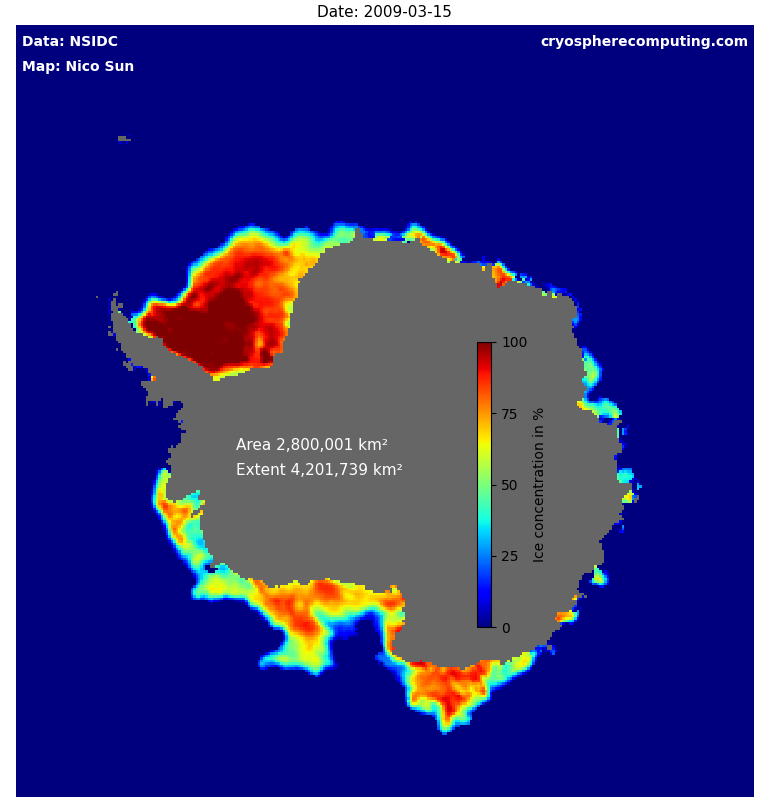 Date: 2009-03-15
Data: NSIDC
cryospherecomputing.com
Map: Nico Sun
100
75
50
25
0
Ice concentration in %
Area 2,800,001 km²
Extent 4,201,739 km²